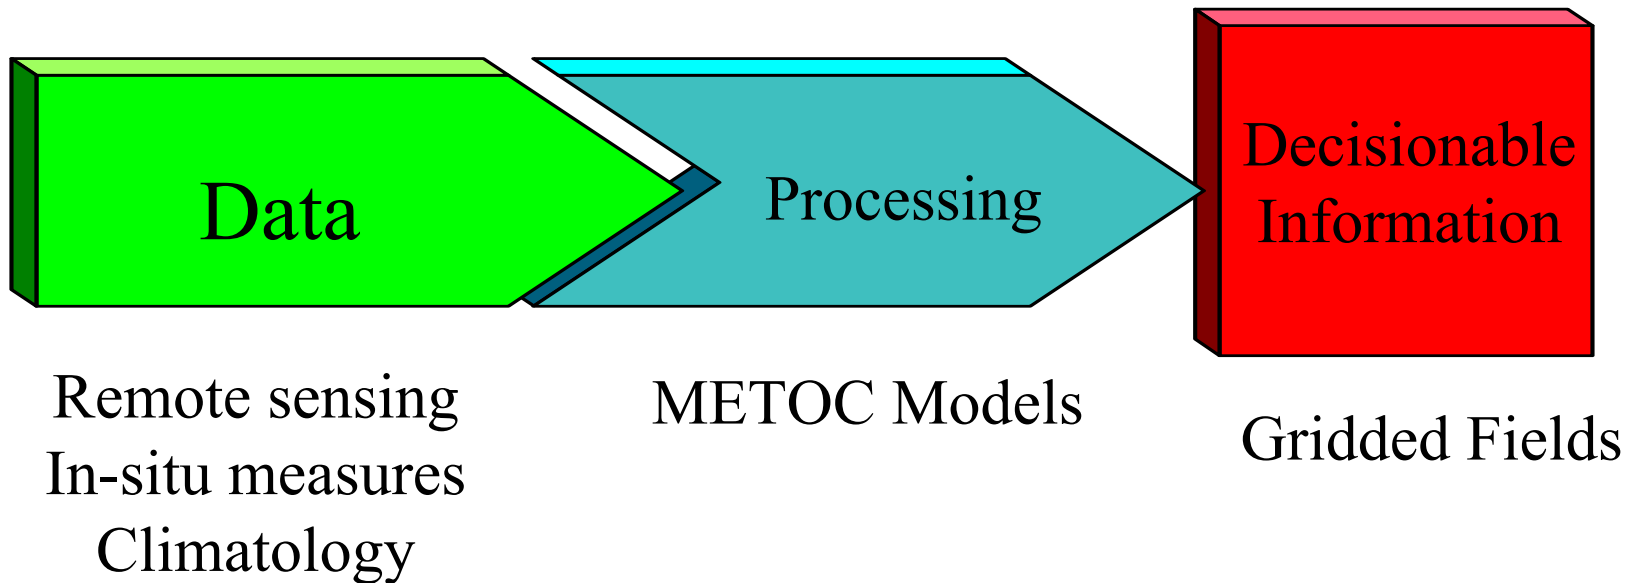 Data
Processing
Decisionable
Information
Remote sensing
In-situ measures
Climatology
METOC Models
Gridded Fields